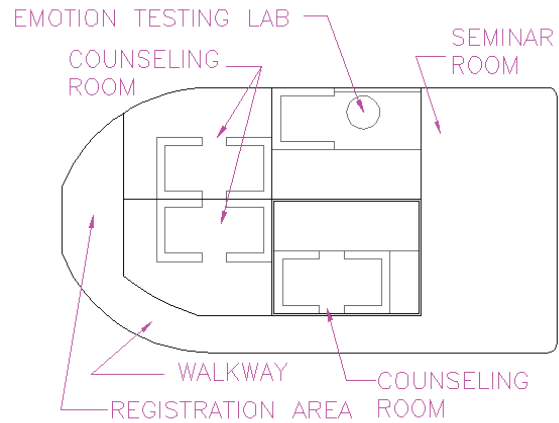 EMOTION TESTING LAB
COUNSELING
ROOM
SEMINAR
ROOM
WALKWAY
REGISTRATION AREA
COUNSELING
ROOM